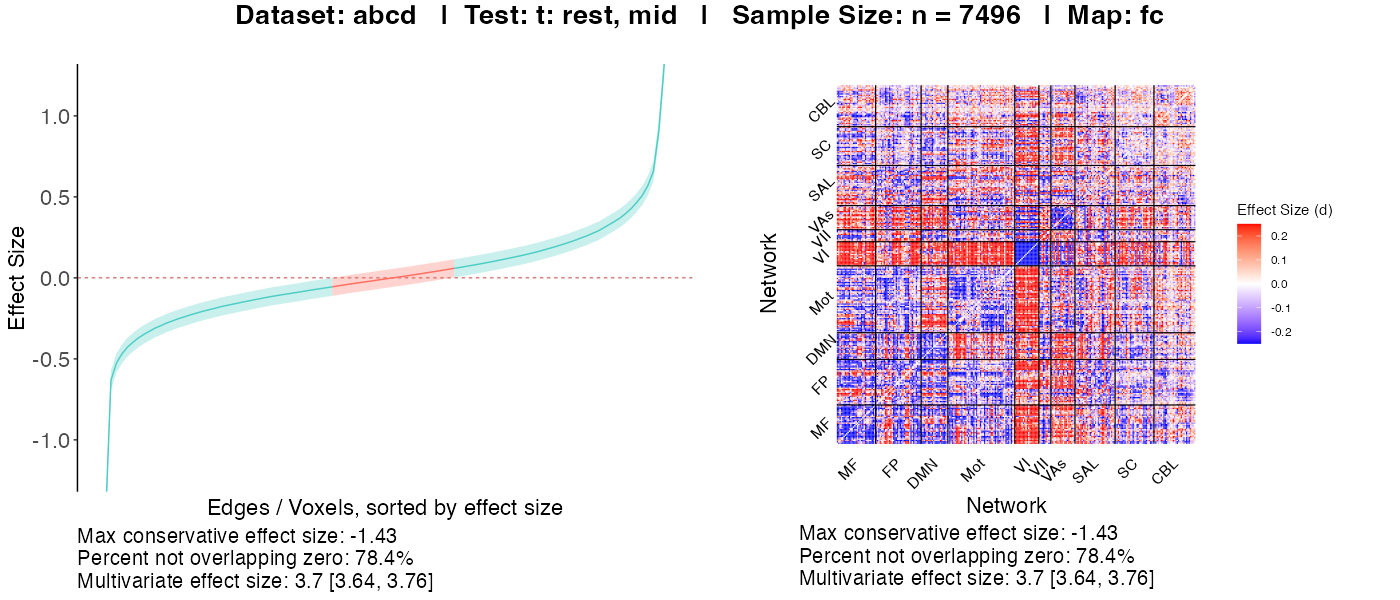 Dataset: abcd | Test: t: rest, mid | Sample Size: n = 7496 | Map: fc
Effect Size
1.0
0.5
0.0
-0.5
-1.0
Edges / Voxels, sorted by effect size
Max conservative effect size: -1.43
Percent not overlapping zero: 78.4%
Multivariate effect size: 3.7 [3.64, 3.76]
Network
CBL
SC
SAL
VAs
VII
VI
Mot
DMN
FP
MF
MF
FP
DMN
Mot
VI
VII
VAs
SAL
SC
CBL
Network
Effect Size (d)
0.2
0.1
0.0
-0.1
-0.2
Max conservative effect size: -1.43
Percent not overlapping zero: 78.4%
Multivariate effect size: 3.7 [3.64, 3.76]